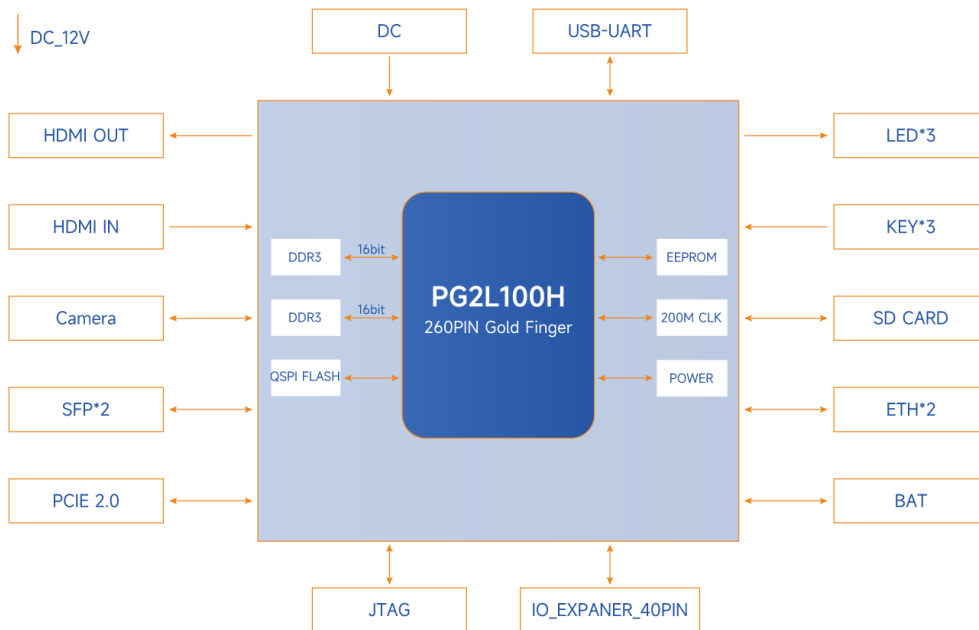 DC_12V
DC
USB-UART
HDMI OUT
LED*3
HDMI IN
KEY*3
DDR3
16bit
EEPROM
PG2L100H
260PIN Gold Finger
Camera
DDR3
16bit
200M CLK
SD CARD
QSPI FLASH
POWER
SFP*2
ETH*2
PCIE 2.0
BAT
JTAG
IO_EXPANER_40PIN